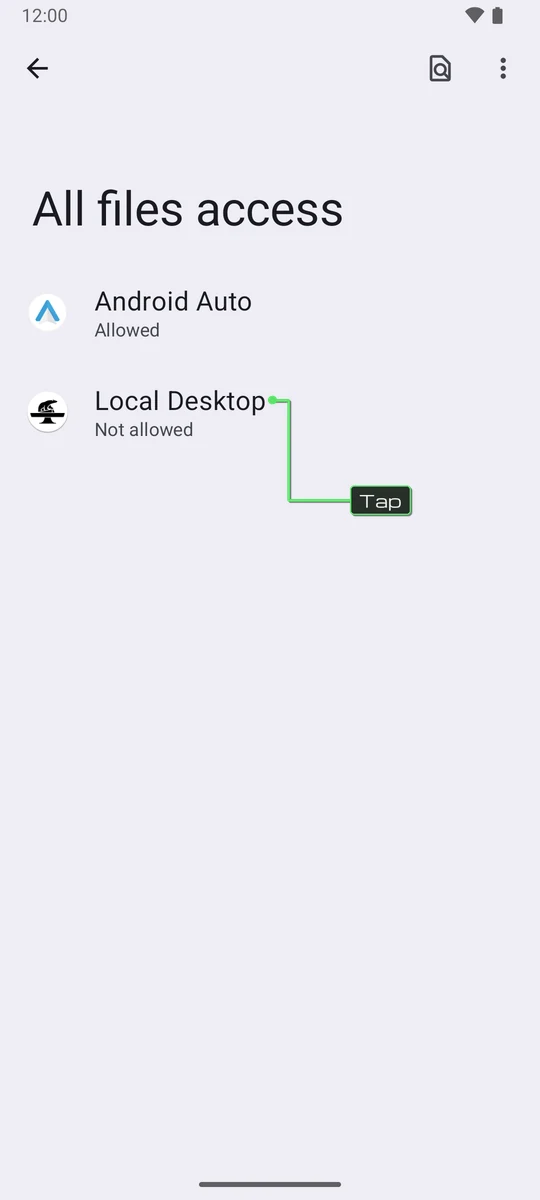 12:00
All files access
Android Auto
Allowed
Local Desktop
Not allowed
Tap